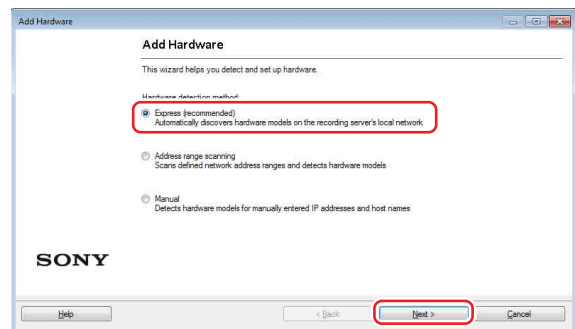 Add Hardware
Add Hardware
This wizard helps you detect and set up hardware.
Hardware detection method:
Express (recommended)
Automatically discovers hardware models on the recording server's local network
Address range scanning
Scans defined network address ranges and detects hardware models
Manual
Detects hardware models for manually entered IP addresses and host names
SONY
Help
< Back
Next >
Cancel